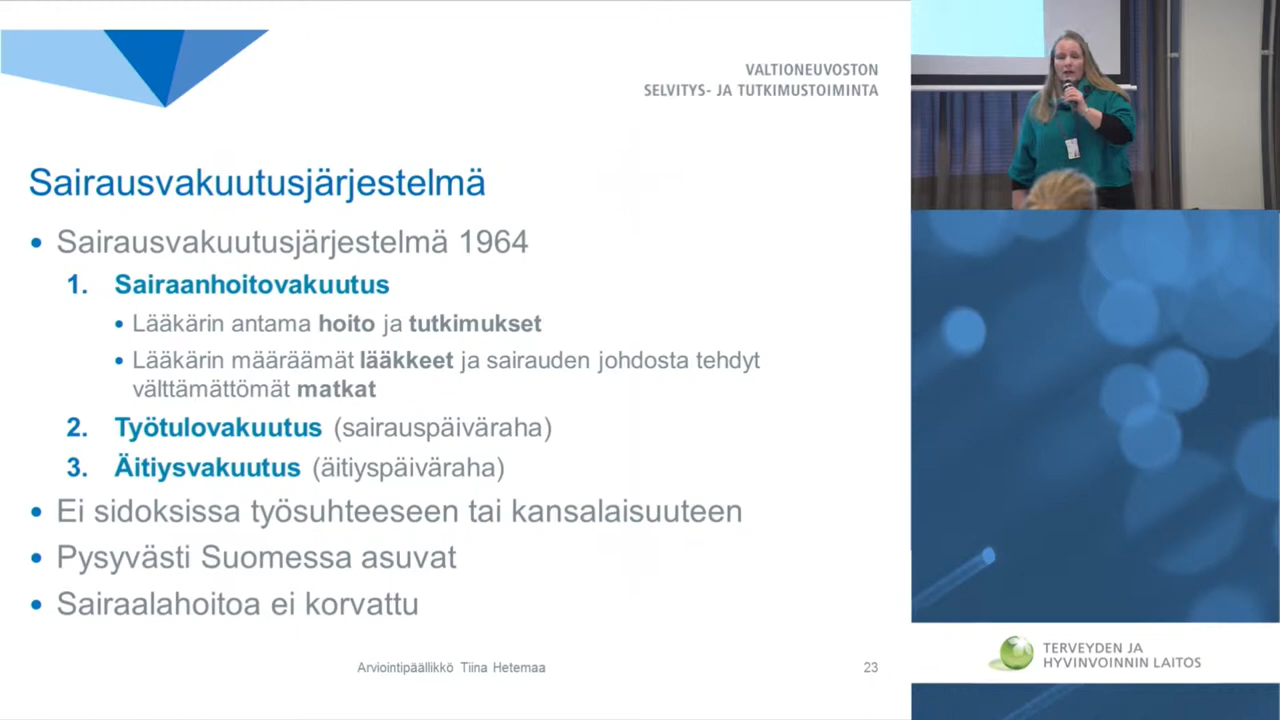 VALTIONEUVOSTON
SELVITYS- JA TUTKIMUSTOIMINTA
Sairausvakuutusjärjestelmä
• Sairausvakuutusjärjestelmä 1964
1. Sairaanhoitovakuutus
• Lääkärin antama hoito ja tutkimukset
• Lääkärin määräämät lääkkeet ja sairauden johdosta tehdyt
välttämättömät matkat
2. Työtulovakuutus (sairauspäiväraha)
3. Äitiysvakuutus (äitiyspäiväraha)
• Ei sidoksissa työsuhteeseen tai kansalaisuuteen
• Pysyvästi Suomessa asuvat
• Sairaalahoitoa ei korvattu
Arviointipäällikkö Tiina Hetemaa
23
TERVEYDEN JA
HYVINVOINNIN LAITOS